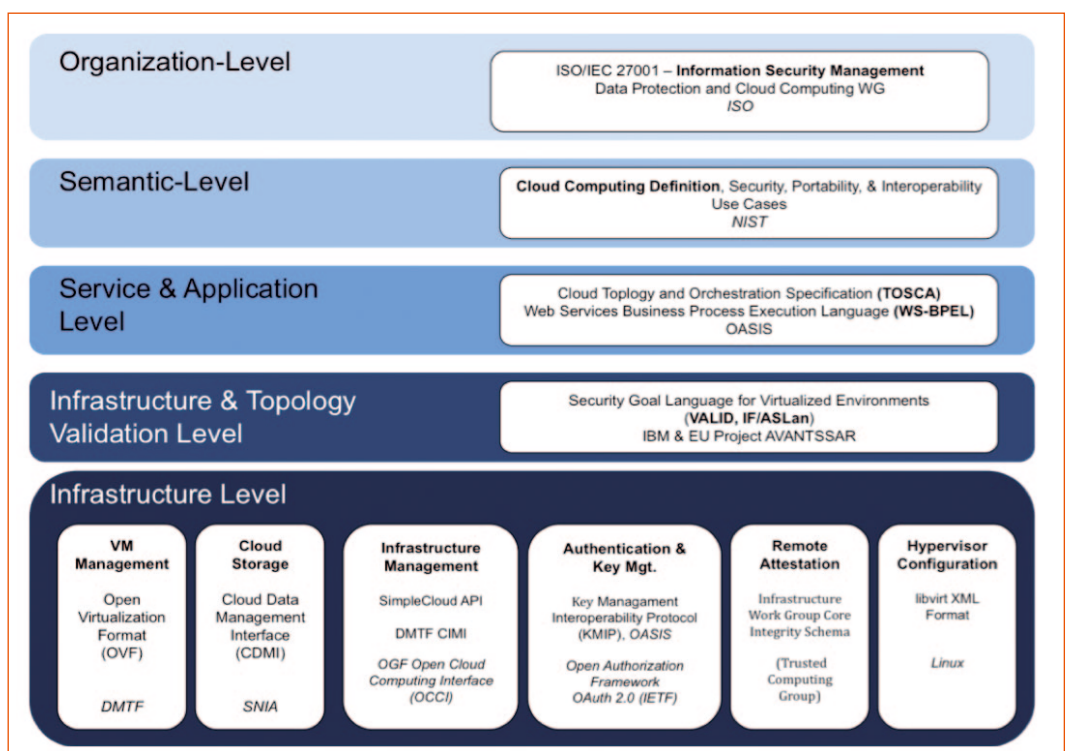 Organization-Level
ISO/IEC 27001 – Information Security Management
Data Protection and Cloud Computing WG
ISO
Semantic-Level
Cloud Computing Definition, Security, Portability, & Interoperability
Use Cases
NIST
Service & Application
Level
Cloud Toplogy and Orchestration Specification (TOSCA)
Web Services Business Process Execution Language (WS-BPEL)
OASIS
Infrastructure & Topology
Validation Level
Security Goal Language for Virtualized Environments
(VALID, IF/ASLan)
IBM & EU Project AVANTSSAR
Infrastructure Level
VM
Management
Open
Virtualization
Format
(OVF)
DMTF
Cloud
Storage
Cloud Data
Management
Interface
(CDMI)
SNIA
Infrastructure
Management
SimpleCloud API
DMTF CIMI
OGF Open Cloud
Computing Interface
(OCCI)
Authentication &
Key Mgt.
Key Managament
Interoperability Protocol
(KMIP), OASIS
Open Authorization
Framework
OAuth 2.0 (IETF)
Remote
Attestation
Infrastructure
Work Group Core
Integrity Schema
(Trusted
Computing
Group)
Hypervisor
Configuration
libvirt XML
Format
Linux